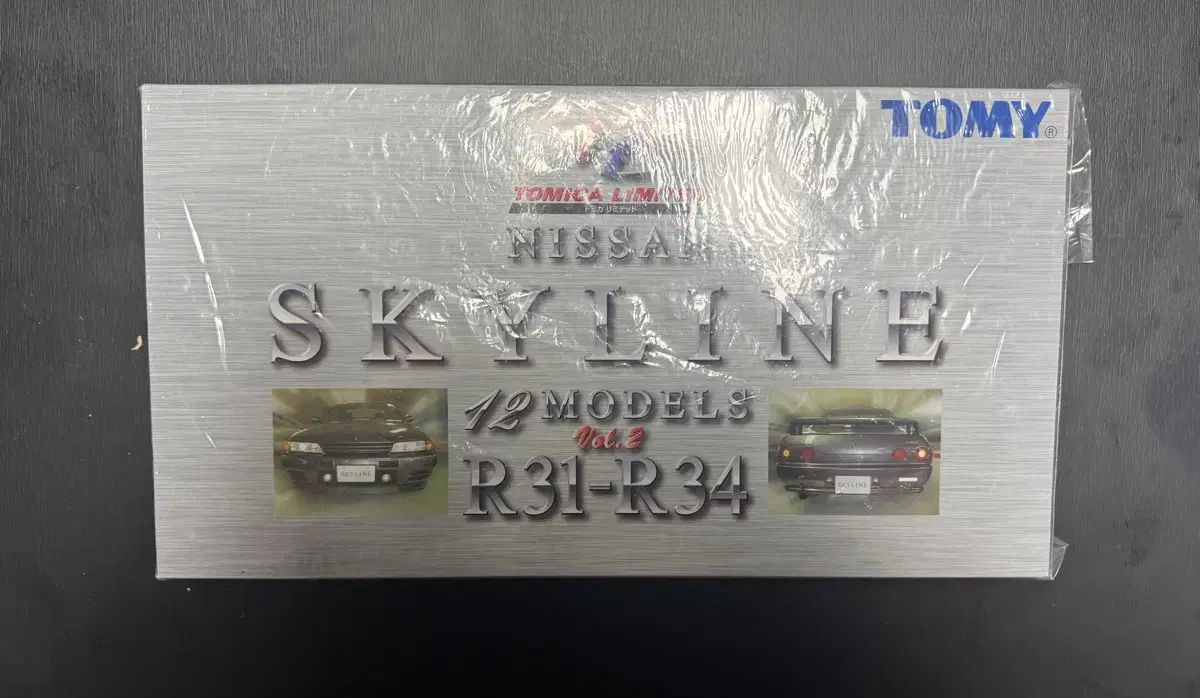 TOMY®
TOMICA LIMITED
トミカ リミテッド
NISSAN
SKYLINE
12 MODELS
Vol.2
R31-R34
SKYLINE
SKYLINE